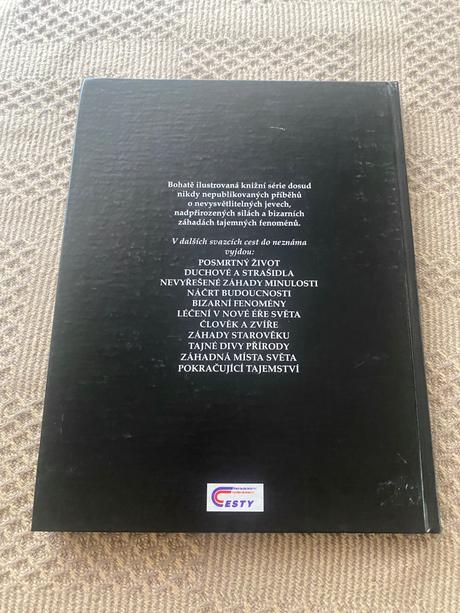 Bohatě ilustrovaná knižní série dosud
nikdy nepublikovaných příběhů
o nevysvětlitelných jevech,
nadpřirozených silách a bizarních
záhadách tajemných fenoménů.
V dalších svazcích cest do neznáma
vyjdou:
POSMRTNÝ ŽIVOT
DUCHOVÉ A STRAŠIDLA
NEVYŘEŠENÉ ZÁHADY MINULOSTI
NÁČRT BUDOUCNOSTI
BIZARNÍ FENOMÉNY
LÉČENÍ V NOVÉ ÉŘE SVĚTA
ČLOVĚK A ZVÍŘE
ZÁHADY STAROVĚKU
TAJNÉ DIVY PŘÍRODY
ZÁHADNÁ MÍSTA SVĚTA
POKRAČUJÍCÍ TAJEMSTVÍ
CESTY